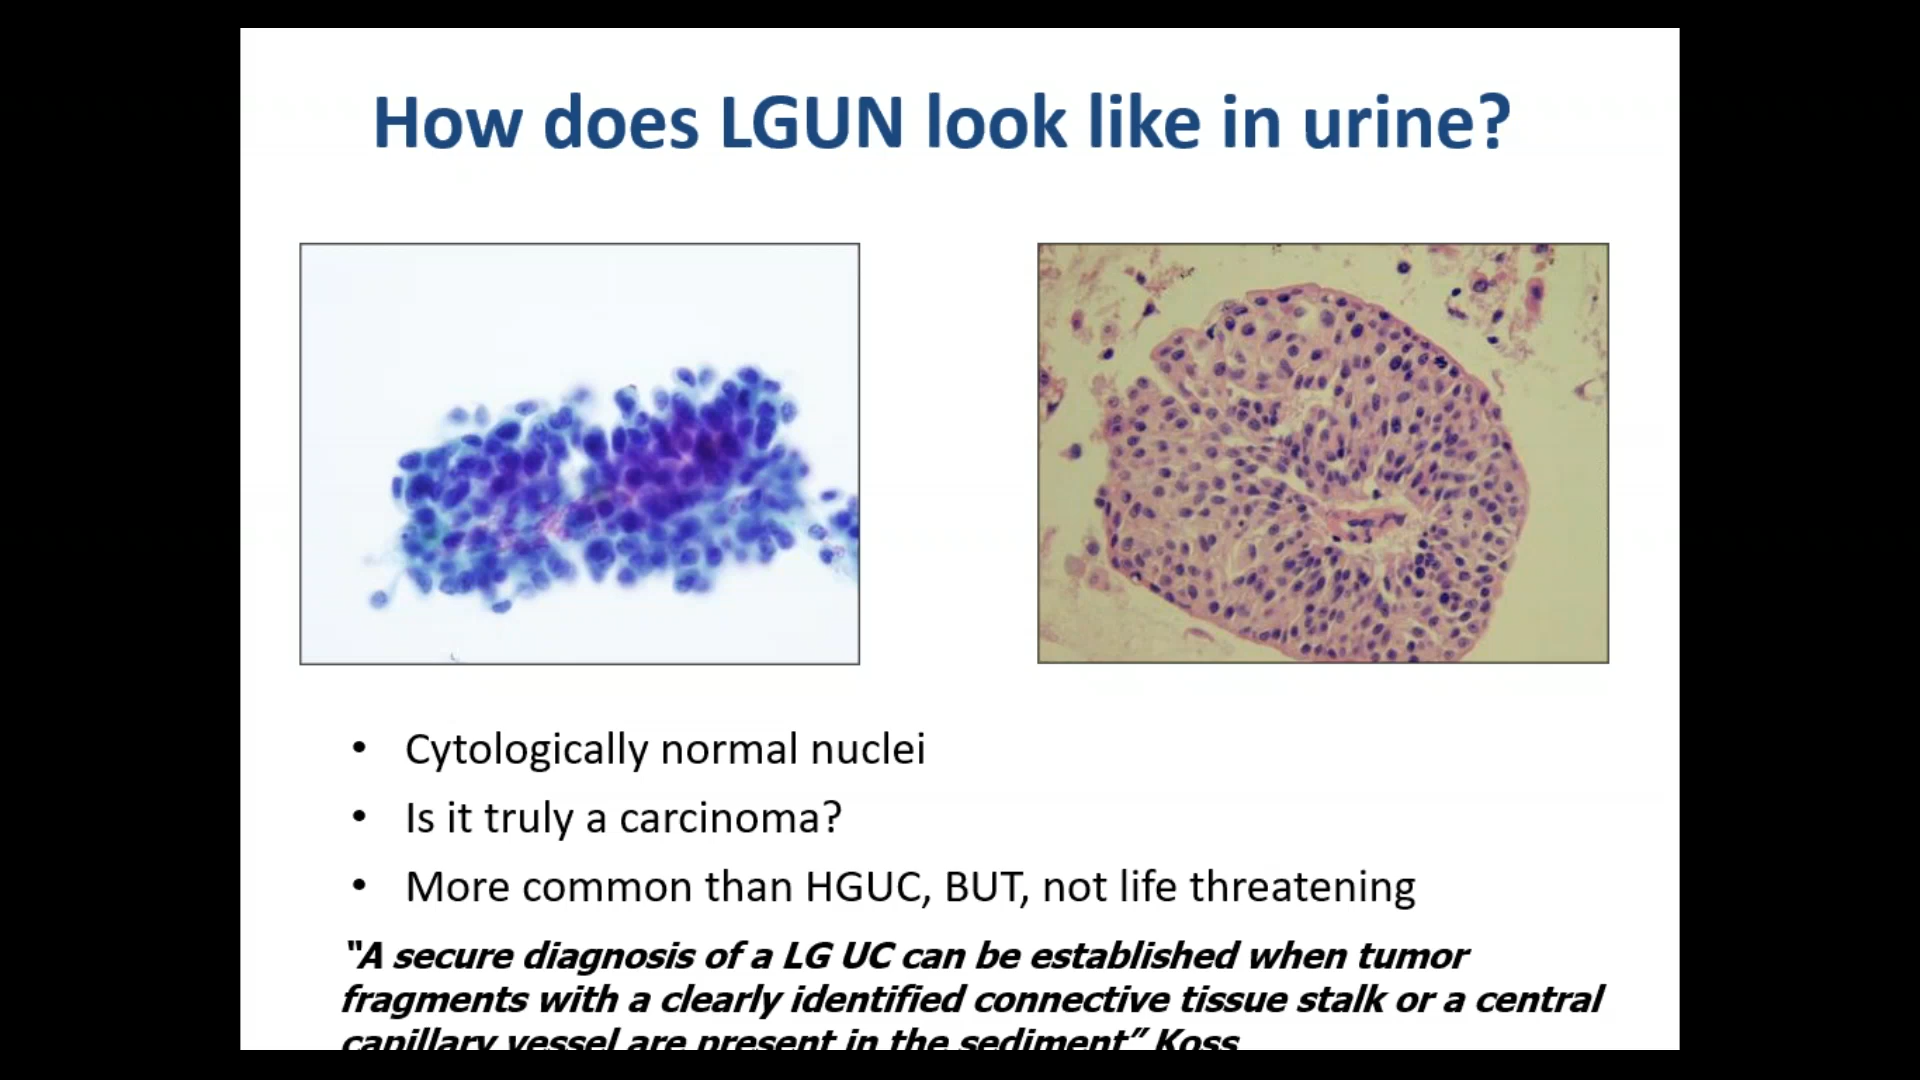 How does LGUN look like in urine?
• Cytologically normal nuclei
• Is it truly a carcinoma?
• More common than HGUC, BUT, not life threatening
“A secure diagnosis of a LG UC can be established when tumor
fragments with a clearly identified connective tissue stalk or a central
capillary vessel are present in the sediment” Koss